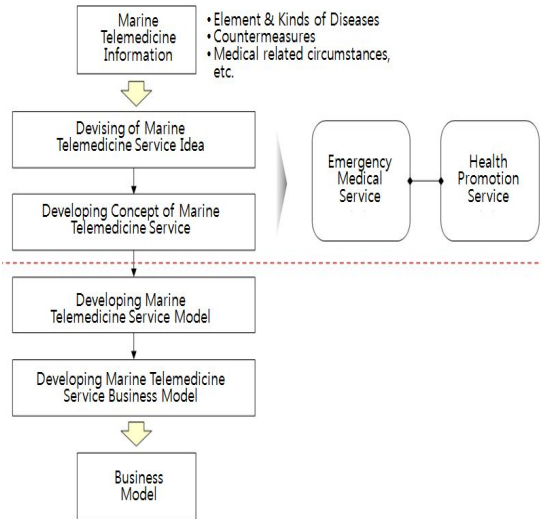 Marine
Telemedicine
Information
• Element & Kinds of Diseases
• Countermeasures
• Medical related circumstances,
etc.
Devising of Marine
Telemedicine Service Idea
Developing Concept of Marine
Telemedicine Service
Emergency
Medical
Service
Health
Promotion
Service
Developing Marine
Telemedicine Service Model
Developing Marine Telemedicine
Service Business Model
Business
Model